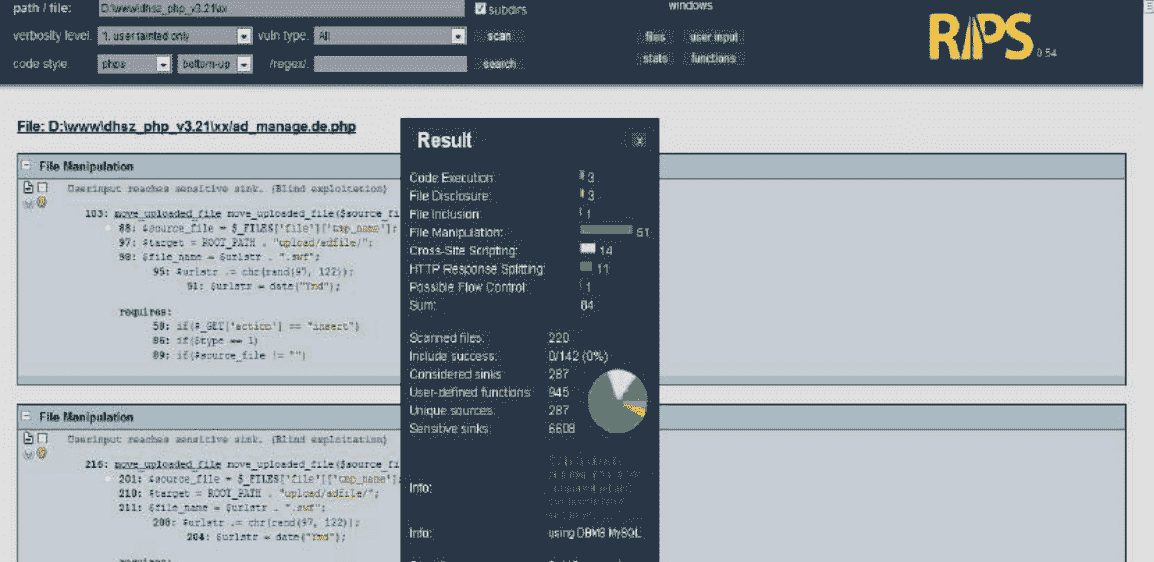 path / file: D:\www\dhsz_php_v3.21\xx subdirs
windows
verbosity level: 1. user tainted only vuln type: All scan
files user input
code style: phps bottom-up /regex/: search
stats functions
RIPS 0.54
File: D:\www\dhsz_php_v3.21\xx/ad_manage.de.php
File Manipulation
Userinput reaches sensitive sink. (Blind exploitation)
103: move_uploaded_file move_uploaded_file($source_fi
88: $source_file = $_FILES['file']['tmp_name'];
97: $target = ROOT_PATH . "upload/adfile/";
98: $file_name = $urlstr . ".swf";
95: $urlstr .= chr(rand(97, 122));
91: $urlstr = date("Ymd");
requires:
58: if($_GET['action'] == "insert")
86: if($type == 1)
89: if($source_file != "")
File Manipulation
Userinput reaches sensitive sink. (Blind exploitation)
216: move_uploaded_file move_uploaded_file($source_fi
201: $source_file = $_FILES['file']['tmp_name'];
210: $target = ROOT_PATH . "upload/adfile/";
211: $file_name = $urlstr . ".swf";
208: $urlstr .= chr(rand(97, 122));
204: $urlstr = date("Ymd");
requires:
Result x
Code Execution: 3
File Disclosure: 3
File Inclusion: 1
File Manipulation: 51
Cross-Site Scripting: 14
HTTP Response Splitting: 11
Possible Flow Control: 1
Sum: 84
Scanned files: 220
Include success: 0/142 (0%)
Considered sinks: 287
User-defined functions: 945
Unique sources: 287
Sensitive sinks: 6608
Info:
Info: using DBMS MySQL